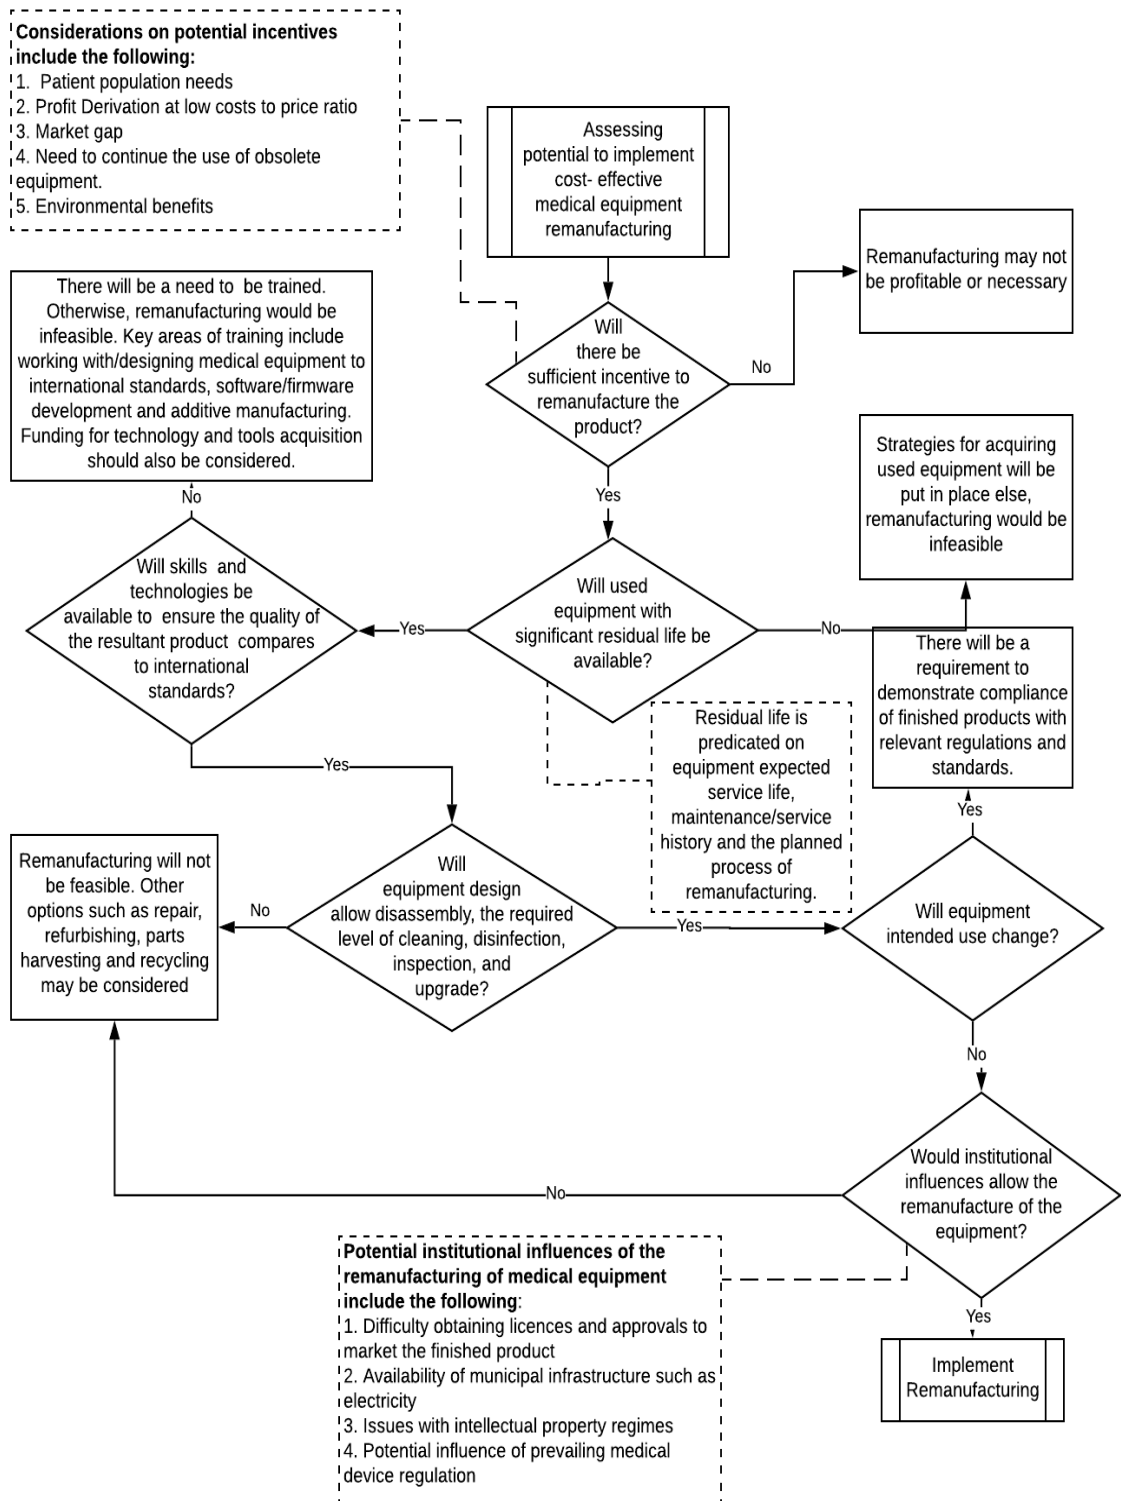 Considerations on potential incentives
include the following:
1.  Patient population needs
2. Profit Derivation at low costs to price ratio
3. Market gap
4. Need to continue the use of obsolete
equipment.
5. Environmental benefits
Assessing
potential to implement
cost- effective
medical equipment
remanufacturing
Remanufacturing may not
be profitable or necessary
There will be a need to  be trained.
Otherwise, remanufacturing would be
infeasible. Key areas of training include
working with/designing medical equipment to
international standards, software/firmware
development and additive manufacturing.
Funding for technology and tools acquisition
should also be considered.
Will
there be
sufficient incentive to
remanufacture the
product?
No
Yes
Strategies for acquiring
used equipment will be
put in place else,
remanufacturing would be
infeasible
No
Will skills  and
technologies be
available to  ensure the quality of
the resultant product  compares
to international
standards?
Yes
Will used
equipment with
significant residual life be
available?
No
There will be a
requirement to
demonstrate compliance
of finished products with
relevant regulations and
standards.
Residual life is
predicated on
equipment expected
service life,
maintenance/service
history and the planned
process of
remanufacturing.
Yes
Yes
Remanufacturing will not
be feasible. Other
options such as repair,
refurbishing, parts
harvesting and recycling
may be considered
No
Will
equipment design
allow disassembly, the required
level of cleaning, disinfection,
inspection, and
upgrade?
Yes
Will equipment
intended use change?
No
Would institutional
influences allow the
remanufacture of the
equipment?
No
Yes
Potential institutional influences of the
remanufacturing of medical equipment
include the following:
1. Difficulty obtaining licences and approvals to
market the finished product
2. Availability of municipal infrastructure such as
electricity
3. Issues with intellectual property regimes
4. Potential influence of prevailing medical
device regulation
Implement
Remanufacturing